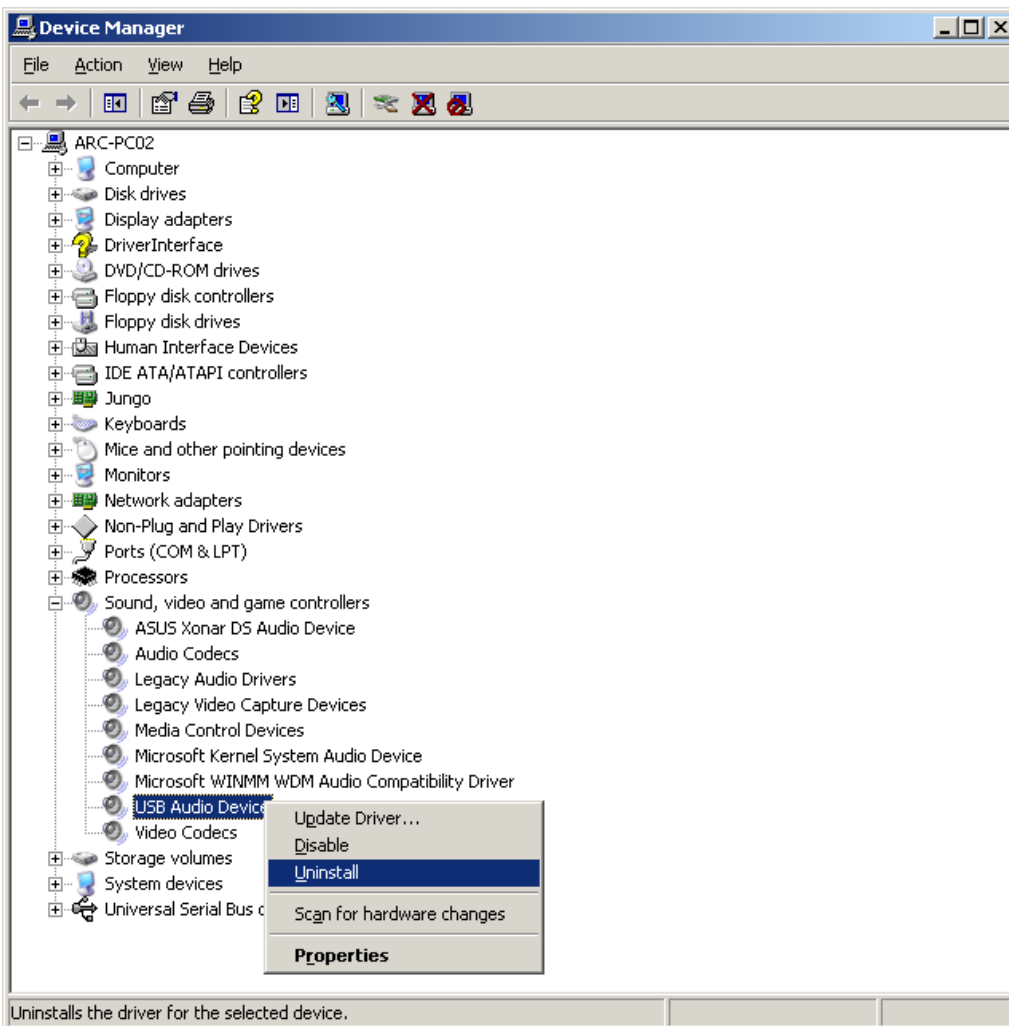 Device Manager
File Action View Help
ARC-PC02
Computer
Disk drives
Display adapters
DriverInterface
DVD/CD-ROM drives
Floppy disk controllers
Floppy disk drives
Human Interface Devices
IDE ATA/ATAPI controllers
Jungo
Keyboards
Mice and other pointing devices
Monitors
Network adapters
Non-Plug and Play Drivers
Ports (COM & LPT)
Processors
Sound, video and game controllers
ASUS Xonar DS Audio Device
Audio Codecs
Legacy Audio Drivers
Legacy Video Capture Devices
Media Control Devices
Microsoft Kernel System Audio Device
Microsoft WINMM WDM Audio Compatibility Driver
USB Audio Device
Video Codecs
Storage volumes
System devices
Universal Serial Bus c
Update Driver...
Disable
Uninstall
Scan for hardware changes
Properties
Uninstalls the driver for the selected device.